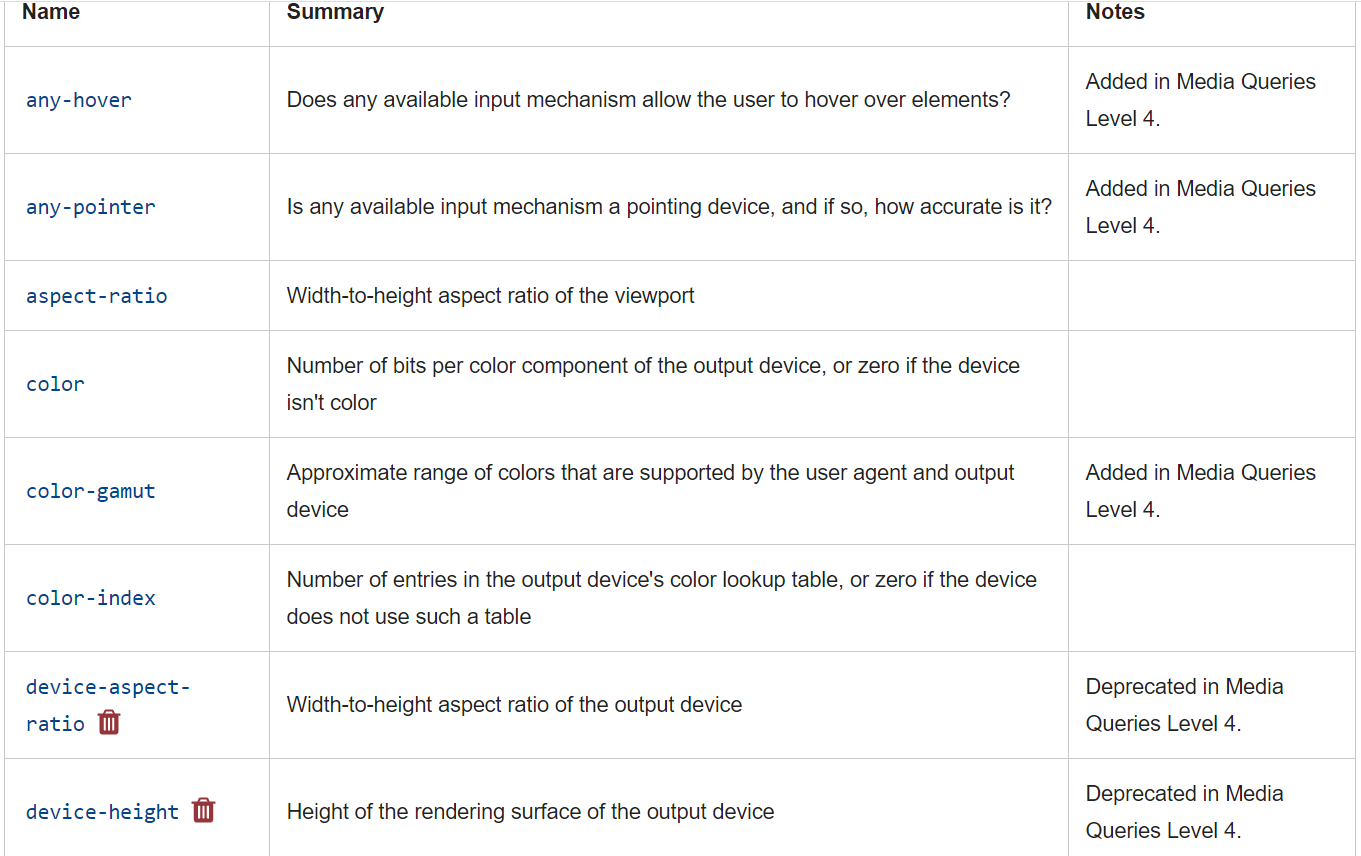 Name Summary Notes
any-hover Does any available input mechanism allow the user to hover over elements? Added in Media Queries
Level 4.
any-pointer Is any available input mechanism a pointing device, and if so, how accurate is it? Added in Media Queries
Level 4.
aspect-ratio Width-to-height aspect ratio of the viewport
color Number of bits per color component of the output device, or zero if the device
isn't color
color-gamut Approximate range of colors that are supported by the user agent and output
device
Added in Media Queries
Level 4.
color-index Number of entries in the output device's color lookup table, or zero if the device
does not use such a table
device-aspect-
ratio
Width-to-height aspect ratio of the output device
Deprecated in Media
Queries Level 4.
device-height Height of the rendering surface of the output device
Deprecated in Media
Queries Level 4.